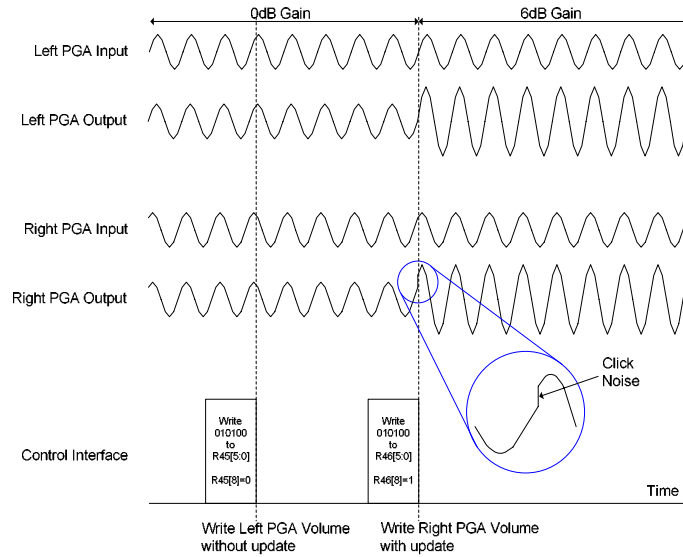 0dB Gain
6dB Gain
Left PGA Input
Left PGA Output
Right PGA Input
Right PGA Output
Click
Noise
Control Interface
Write
010100
to
R45[5:0]
R45[8]=0
Write
010100
to
R46[5:0]
R46[8]=1
Time
Write Left PGA Volume
without update
Write Right PGA Volume
with update